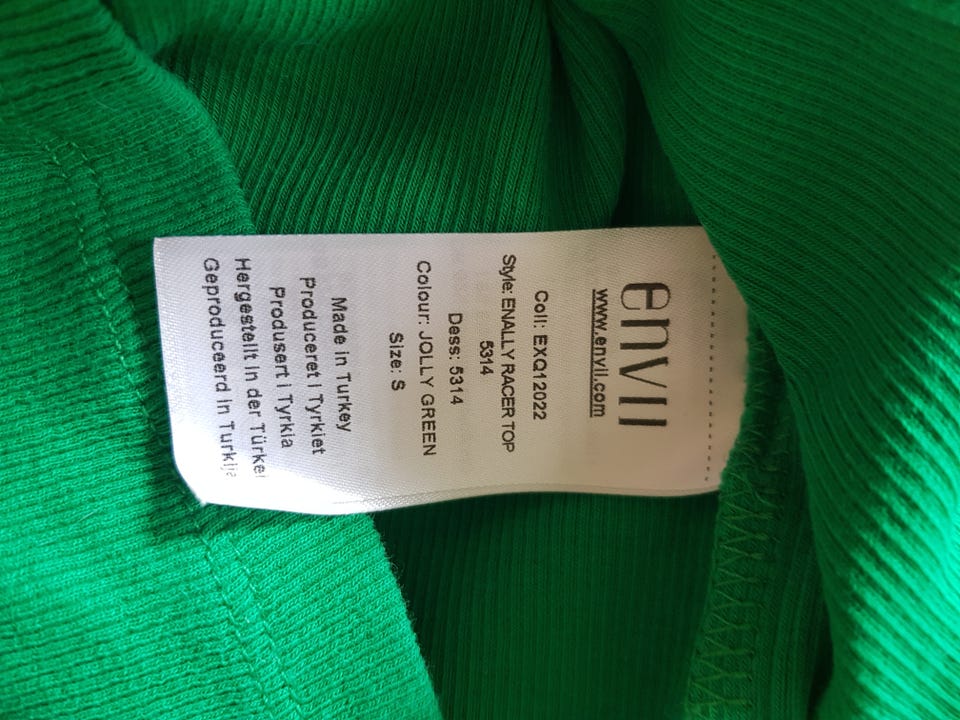 envii
www.envii.com
Coll: EXQ12022
Style: ENALLY RACER TOP
5314
Dess: 5314
Colour: JOLLY GREEN
Size: S
Made in Turkey
Produceret i Tyrkiet
Produsert i Tyrkia
Hergestellt in der Türkei
Geproduceerd in Turkije